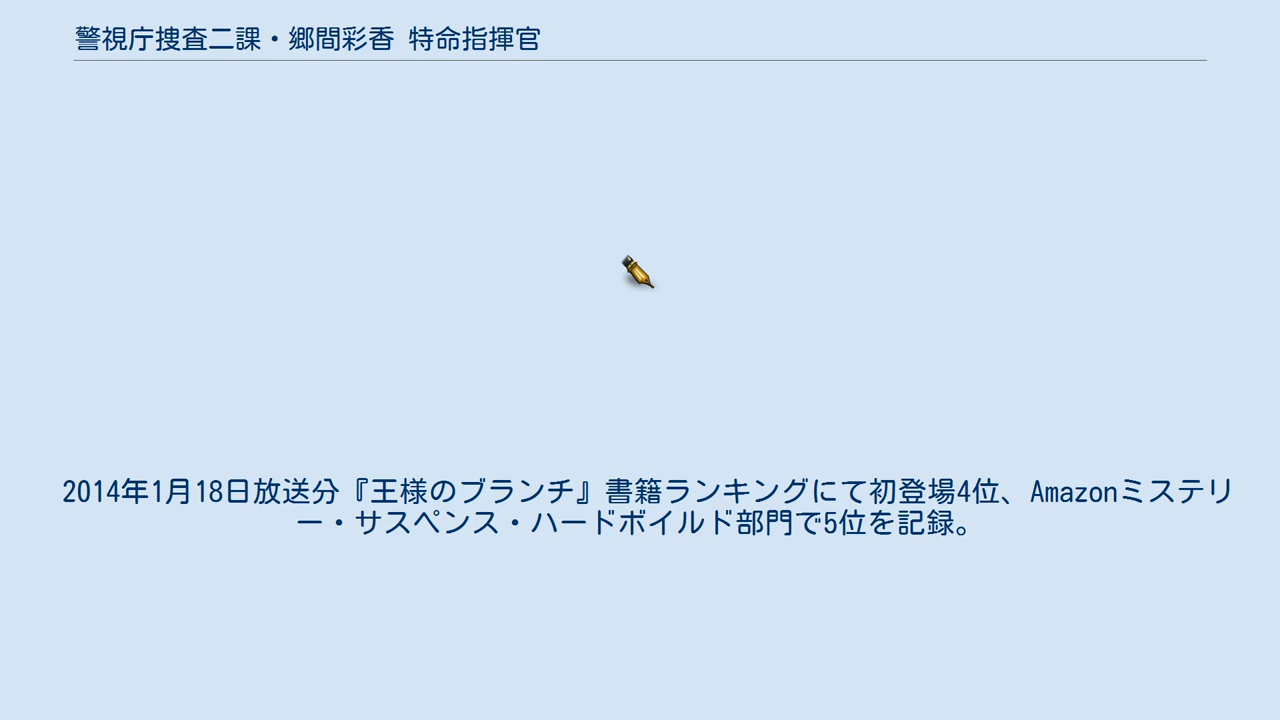 警視庁捜査二課・郷間彩香 特命指揮官
2014年1月18日放送分『王様のブランチ』書籍ランキングにて初登場4位、Amazonミステリ
ー・サスペンス・ハードボイルド部門で5位を記録。